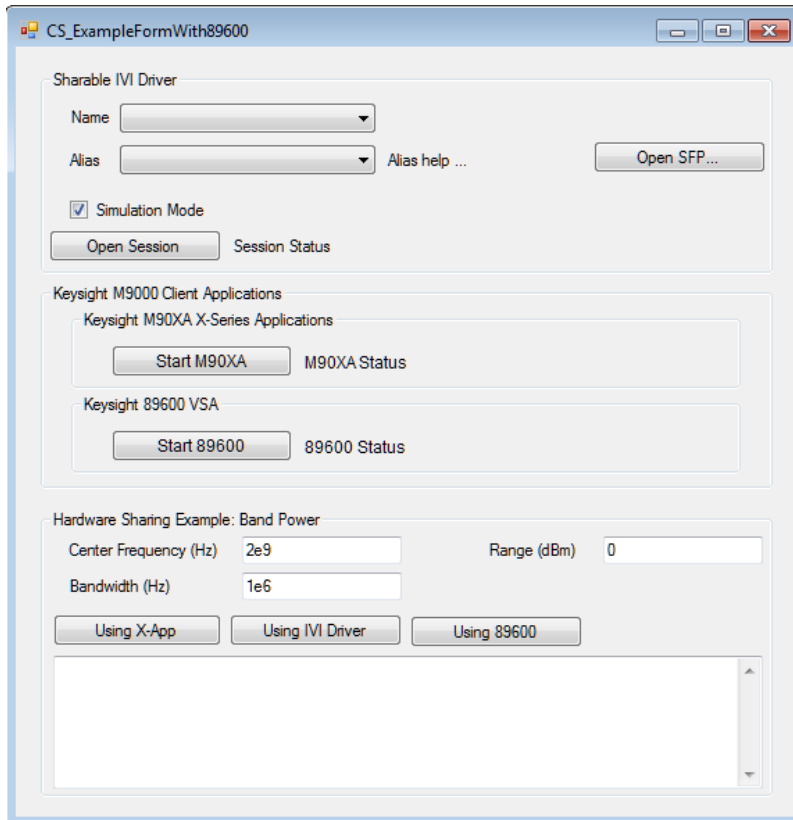 CS_ExampleFormWith89600
Sharable IVI Driver
Name
Alias Alias help ... Open SFP...
Simulation Mode
Open Session Session Status
Keysight M9000 Client Applications
Keysight M90XA X-Series Applications
Start M90XA M90XA Status
Keysight 89600 VSA
Start 89600 89600 Status
Hardware Sharing Example: Band Power
Center Frequency (Hz) 2e9 Range (dBm) 0
Bandwidth (Hz) 1e6
Using X-App Using IVI Driver Using 89600